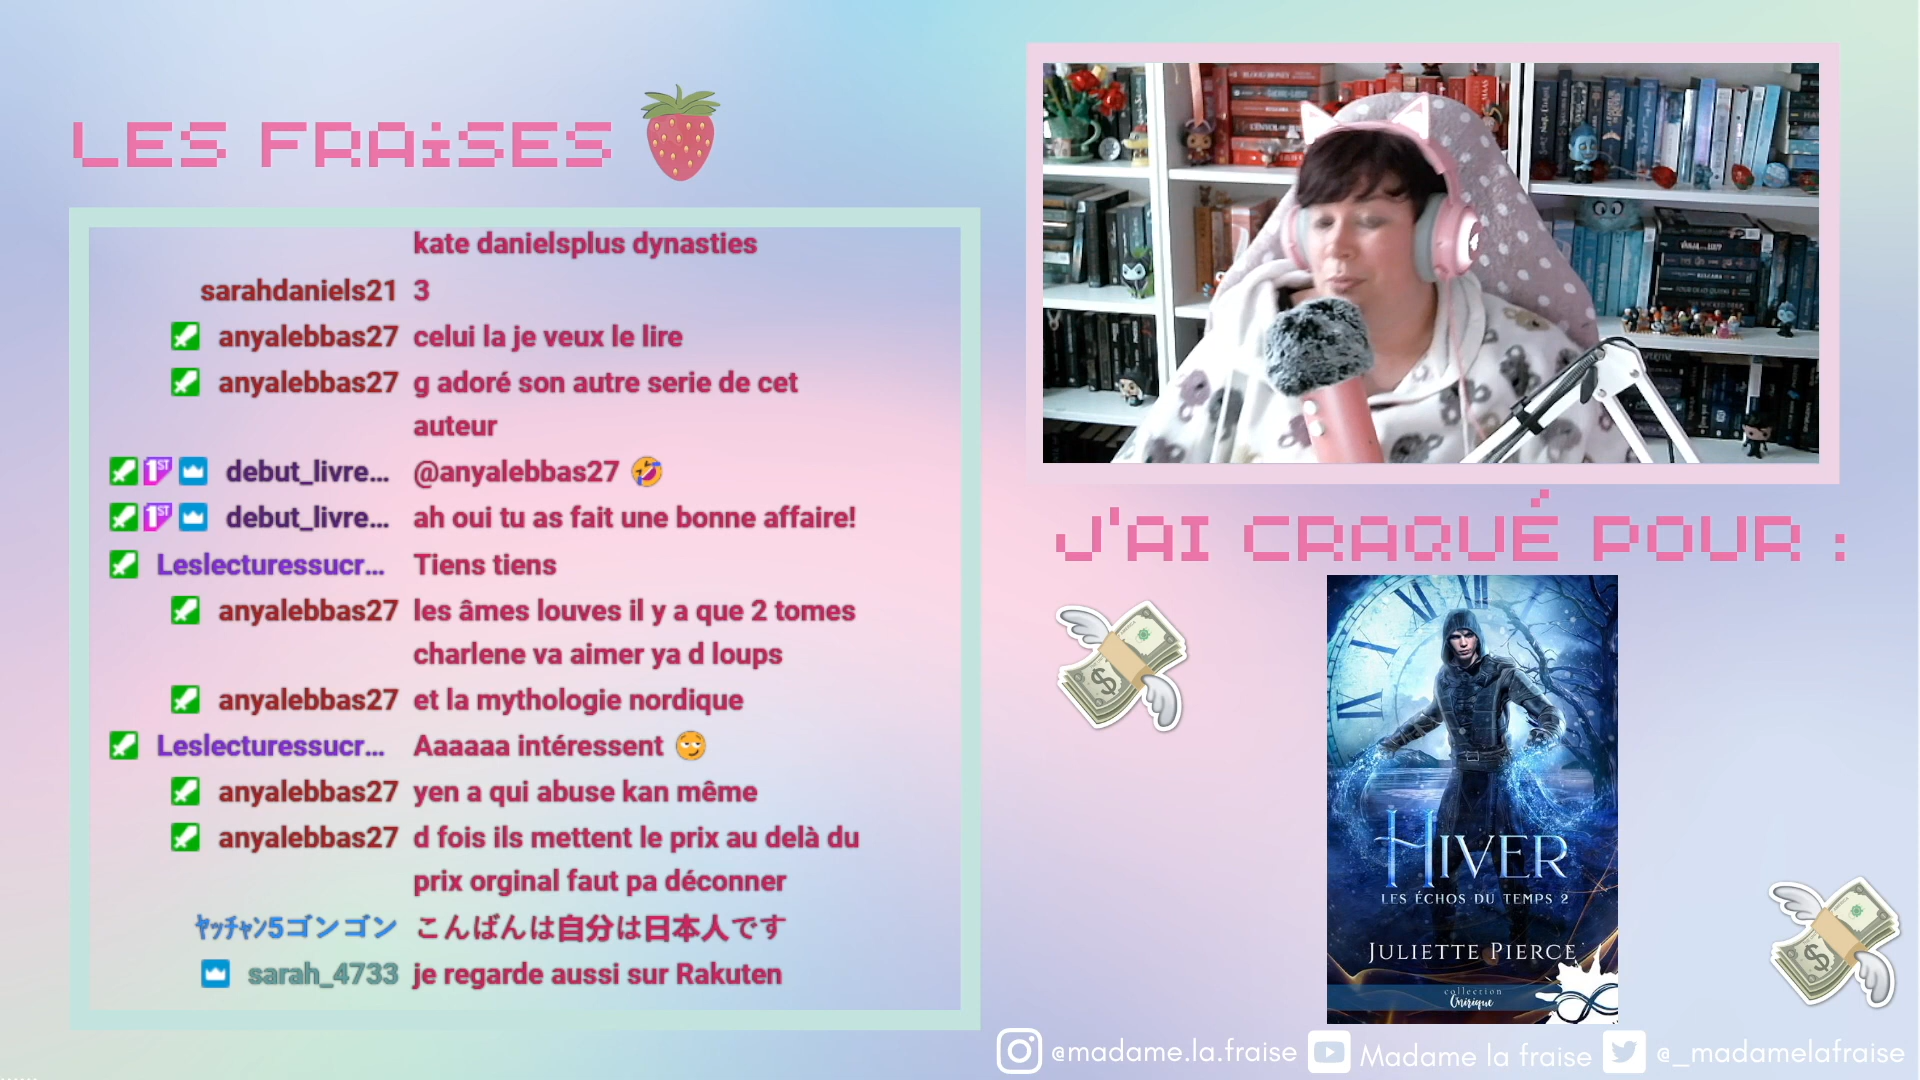 LES FRAiSES
kate danielsplus dynasties
sarahdaniels21 3
anyalebbas27 celui la je veux le lire
anyalebbas27 g adoré son autre serie de cet
auteur
debut_livre... @anyalebbas27 🤣
debut_livre... ah oui tu as fait une bonne affaire!
Leslecturessucr... Tiens tiens
anyalebbas27 les âmes louves il y a que 2 tomes
charlene va aimer ya d loups
anyalebbas27 et la mythologie nordique
Leslecturessucr... Aaaaaa intéressent 😏
anyalebbas27 yen a qui abuse kan même
anyalebbas27 d fois ils mettent le prix au delà du
prix orginal faut pa déconner
ﾔｯﾁｬﾝ5ゴンゴン こんばんは自分は日本人です
sarah_4733 je regarde aussi sur Rakuten
J'AI CRAQUÉ POUR :
HIVER
LES ÉCHOS DU TEMPS 2
JULIETTE PIERCE
collection
Onirique
@madame.la.fraise
Madame la fraise
@_madamelafraise